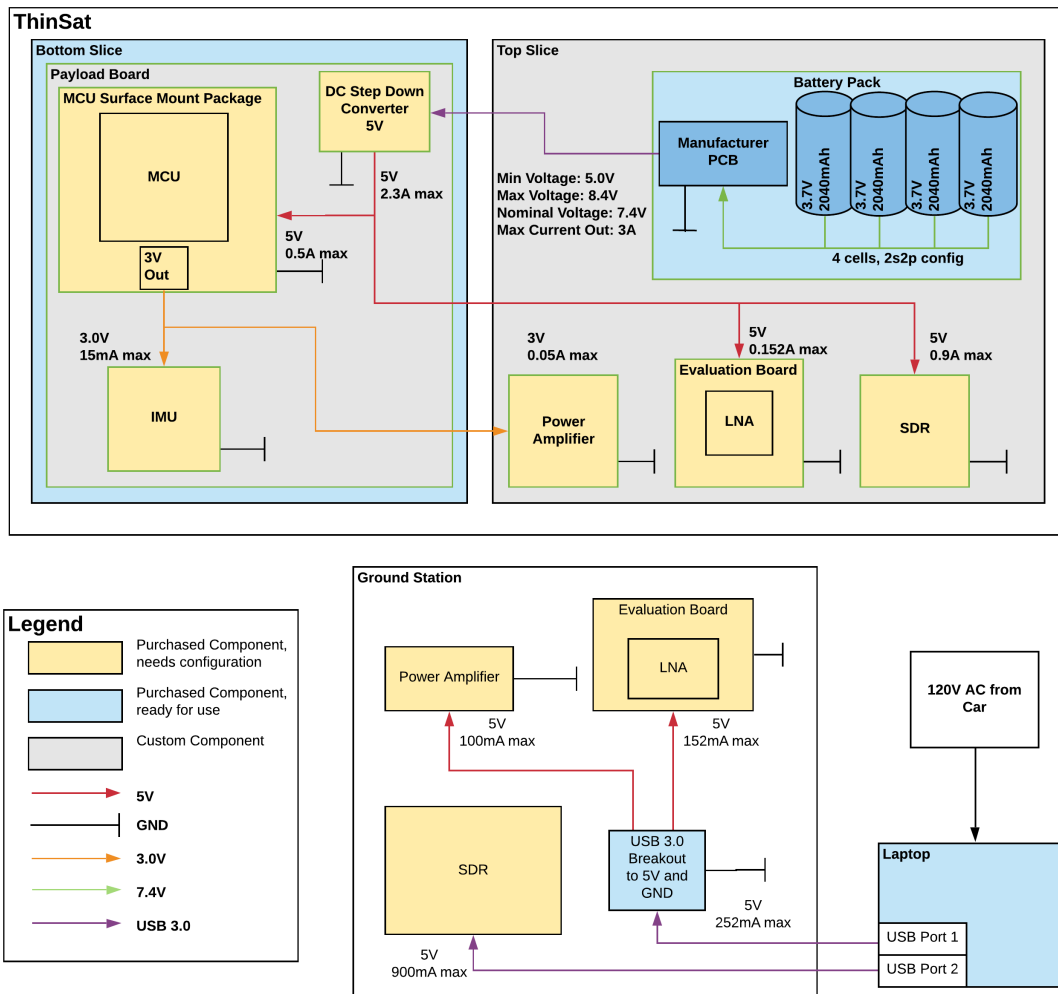 ThinSat
Bottom Slice
Payload Board
MCU Surface Mount Package
MCU
3V
Out
DC Step Down
Converter
5V
5V
2.3A max
5V
0.5A max
3.0V
15mA max
IMU
Top Slice
Battery Pack
Manufacturer
PCB
3.7V
2040mAh
3.7V
2040mAh
3.7V
2040mAh
3.7V
2040mAh
4 cells, 2s2p config
Min Voltage: 5.0V
Max Voltage: 8.4V
Nominal Voltage: 7.4V
Max Current Out: 3A
3V
0.05A max
Power
Amplifier
5V
0.152A max
Evaluation Board
LNA
5V
0.9A max
SDR
Legend
Purchased Component,
needs configuration
Purchased Component,
ready for use
Custom Component
5V
GND
3.0V
7.4V
USB 3.0
Ground Station
Power Amplifier
5V
100mA max
Evaluation Board
LNA
5V
152mA max
SDR
USB 3.0
Breakout
to 5V and
GND
5V
252mA max
5V
900mA max
120V AC from
Car
Laptop
USB Port 1
USB Port 2